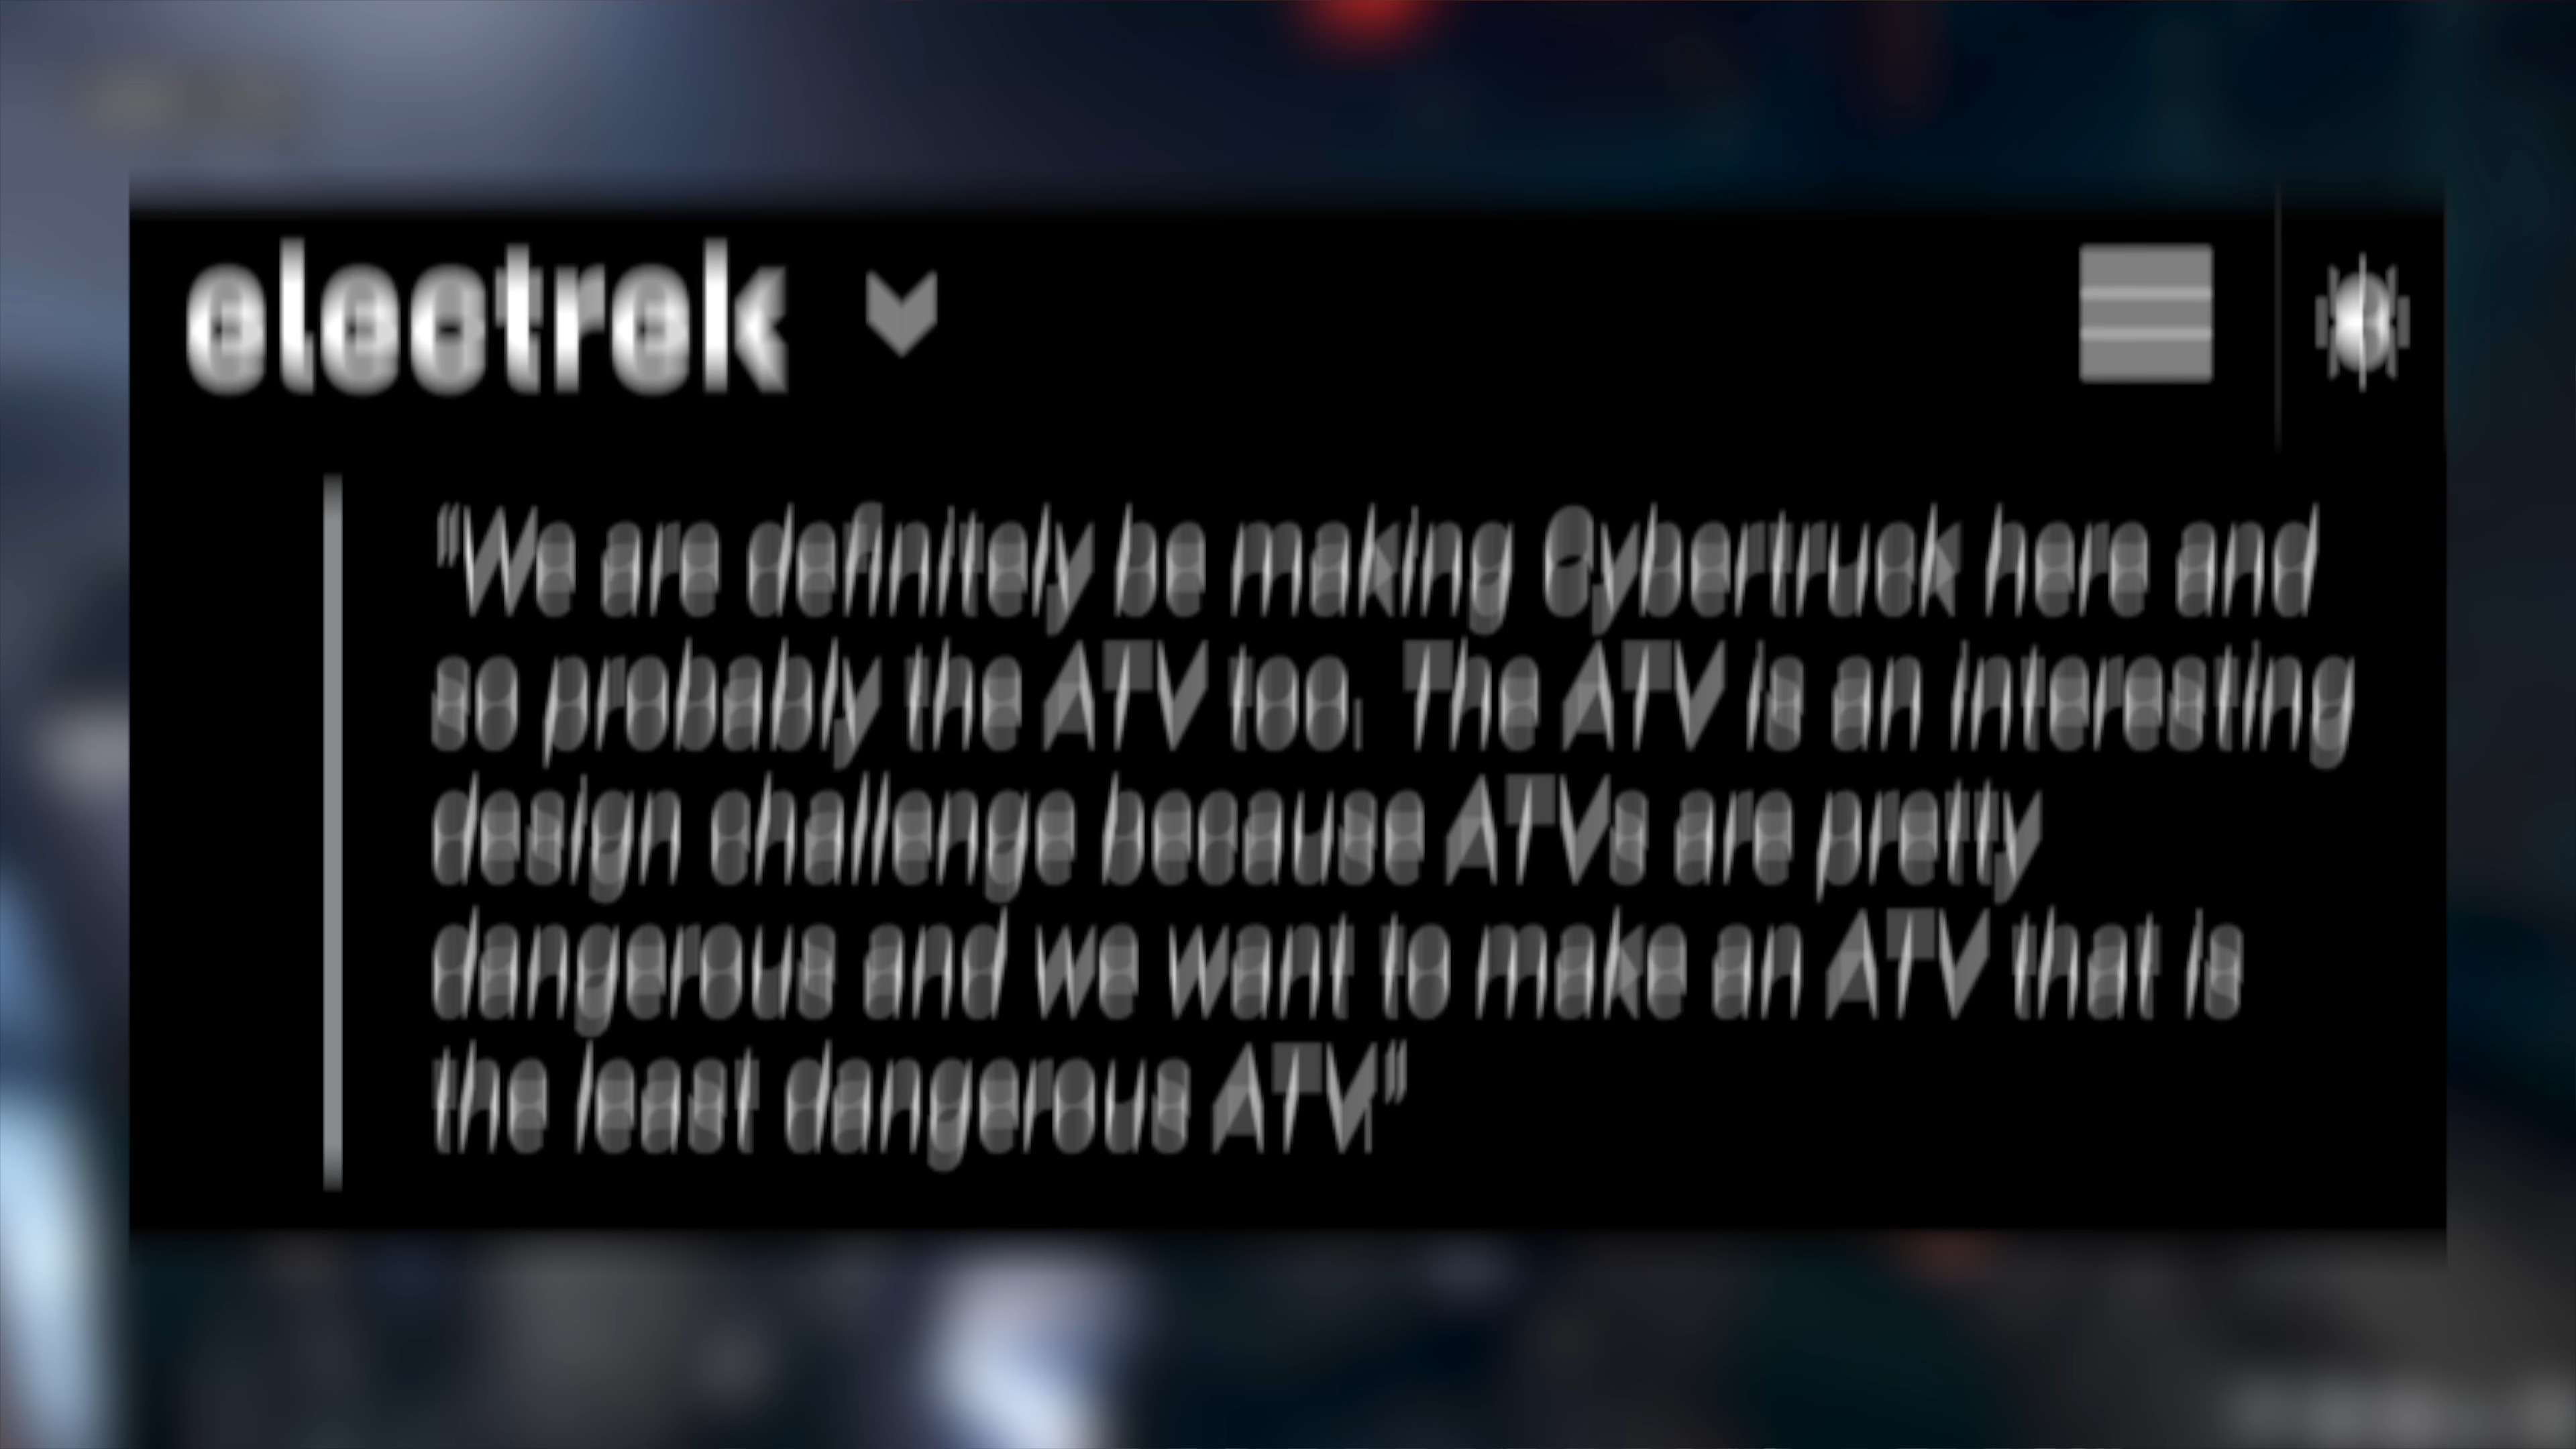 electrek
"We are definitely be making Cybertruck here and
so probably the ATV too. The ATV is an interesting
design challenge because ATVs are pretty
dangerous and we want to make an ATV that is
the least dangerous ATV."